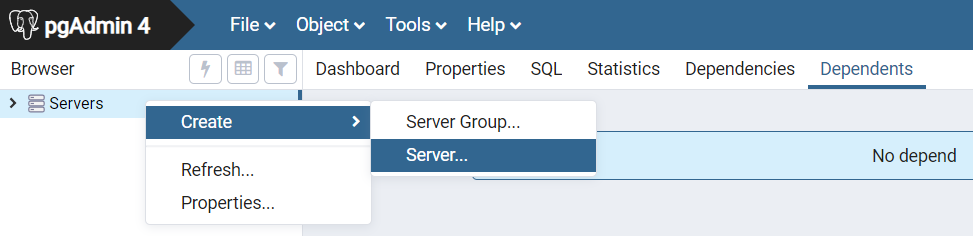 pgAdmin 4 File Object Tools Help
Browser Dashboard Properties SQL Statistics Dependencies Dependents
Servers
Create Server Group...
Server... No depend
Refresh...
Properties...